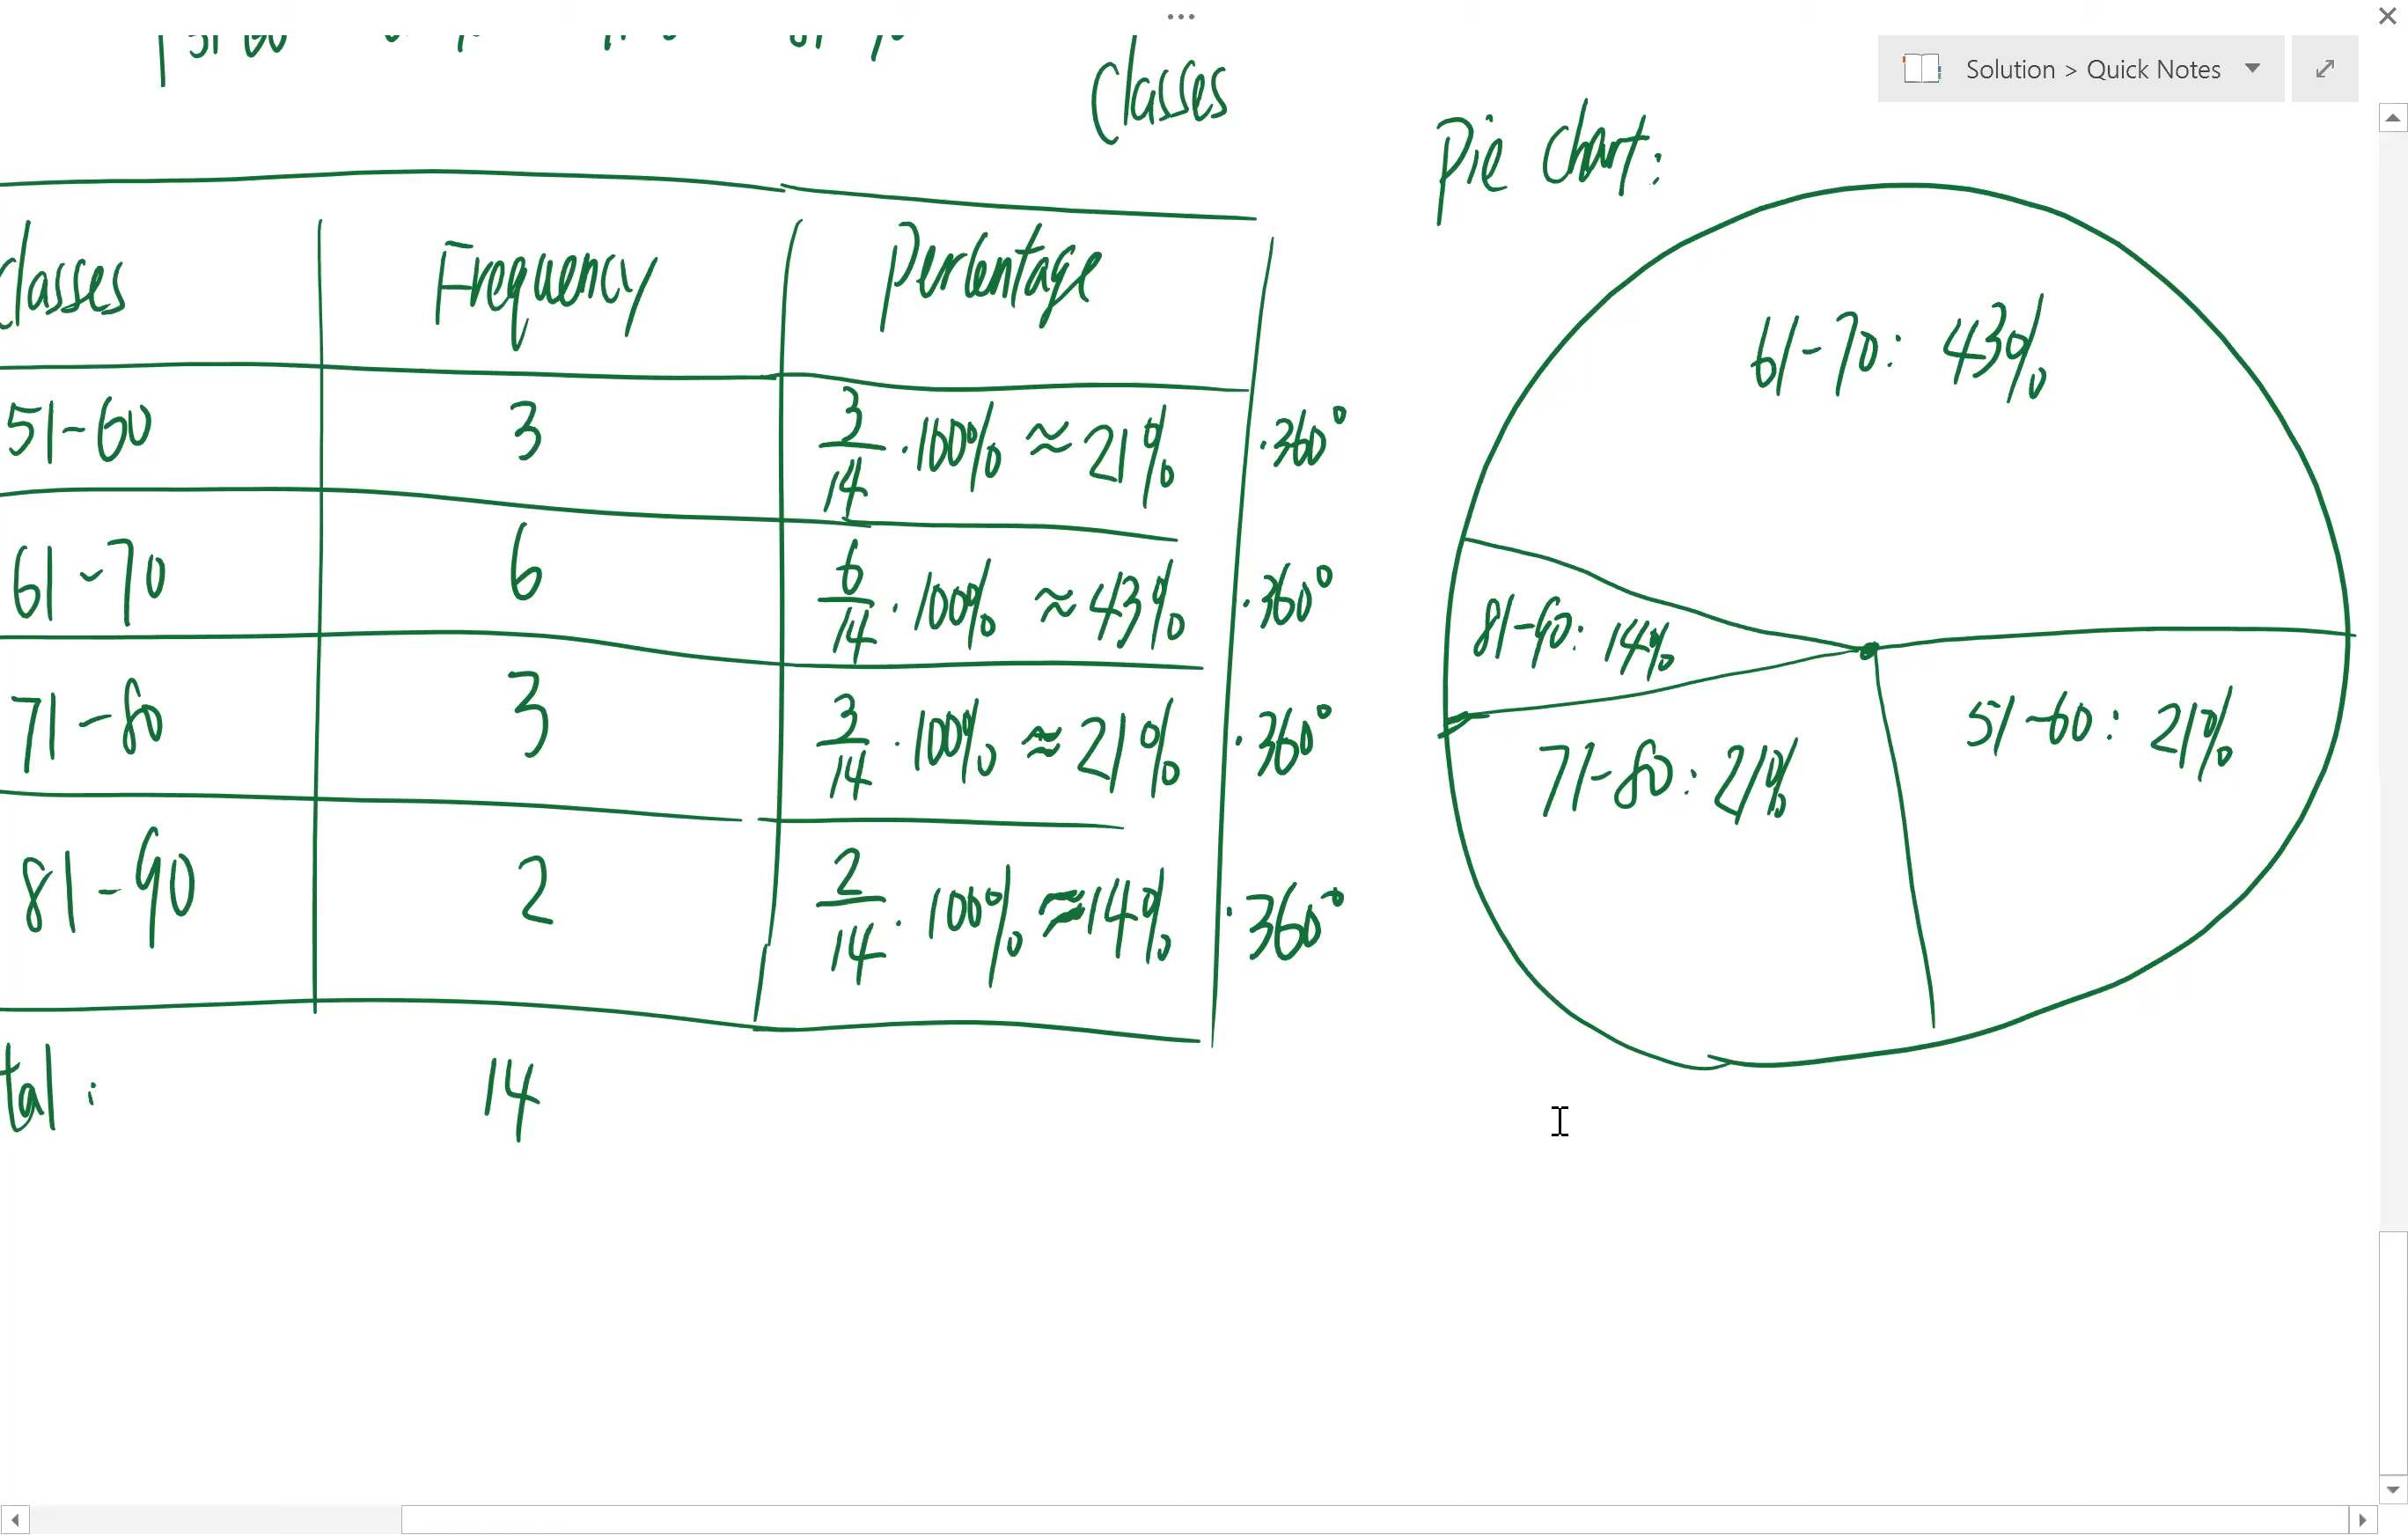 Solution > Quick Notes
Classes
Pie Chart:
Classes Frequency Percentage
51-60 3 3/14 · 100% ≈ 21% · 360°
61-70 6 6/14 · 100% ≈ 43% · 360°
71-80 3 3/14 · 100% ≈ 21% · 360°
81-90 2 2/14 · 100% ≈ 14% · 360°
tal : 14
61-70: 43%
81-90: 14%
51-60: 21%
71-80: 21%